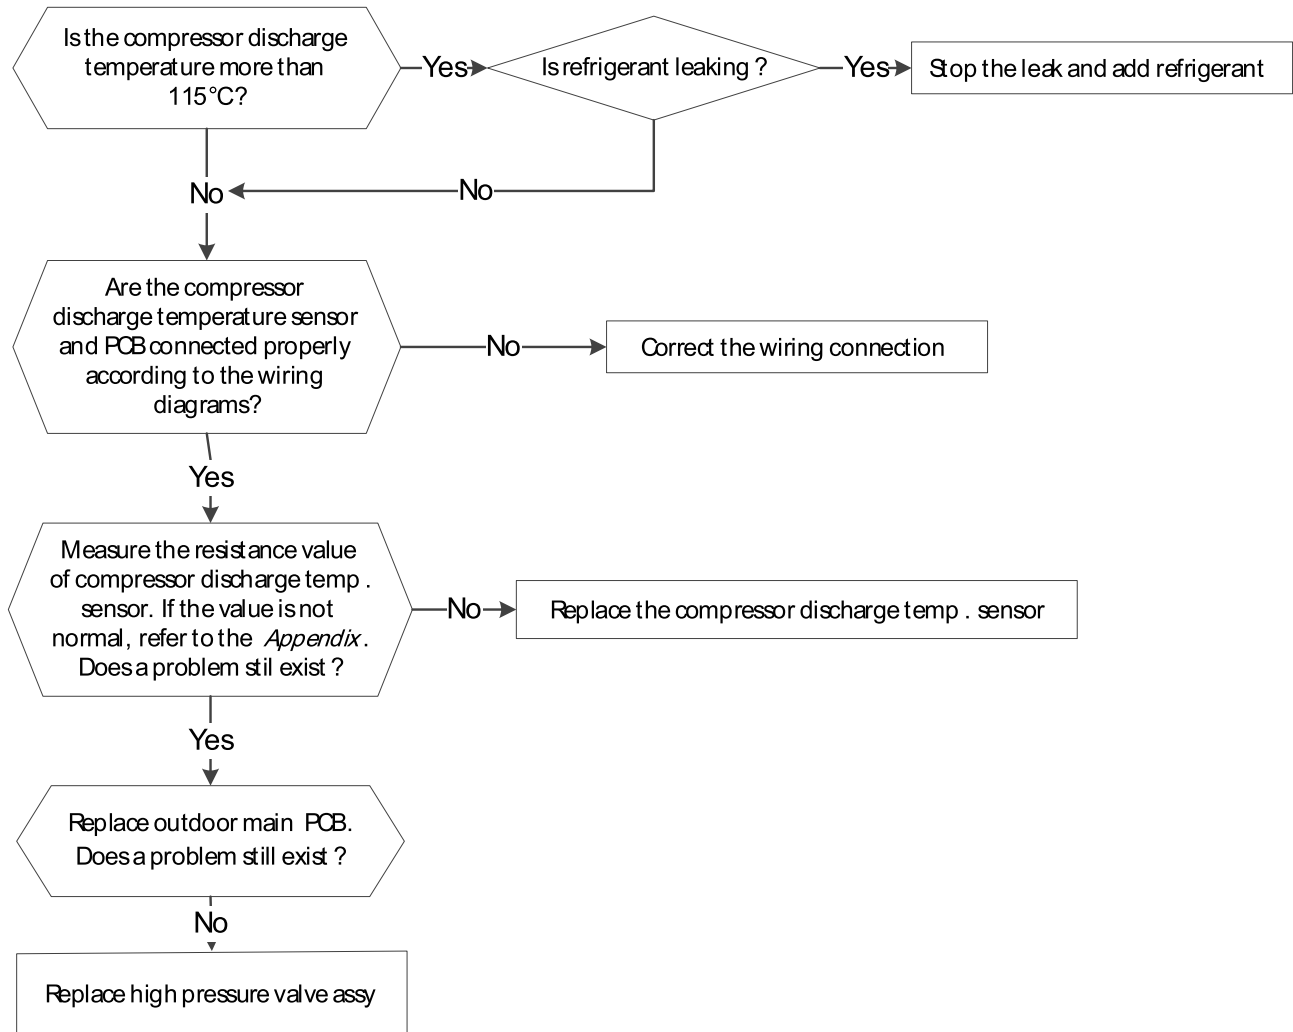 Is the compressor discharge
temperature more than
115°C?
Yes
Is refrigerant leaking ?
Yes
Stop the leak and add refrigerant
No
No
Are the compressor
discharge temperature sensor
and PCB connected properly
according to the wiring
diagrams?
No
Correct the wiring connection
Yes
Measure the resistance value
of compressor discharge temp .
sensor. If the value is not
normal, refer to the Appendix .
Does a problem stil exist ?
No
Replace the compressor discharge temp . sensor
Yes
Replace outdoor main PCB.
Does a problem still exist ?
No
Replace high pressure valve assy